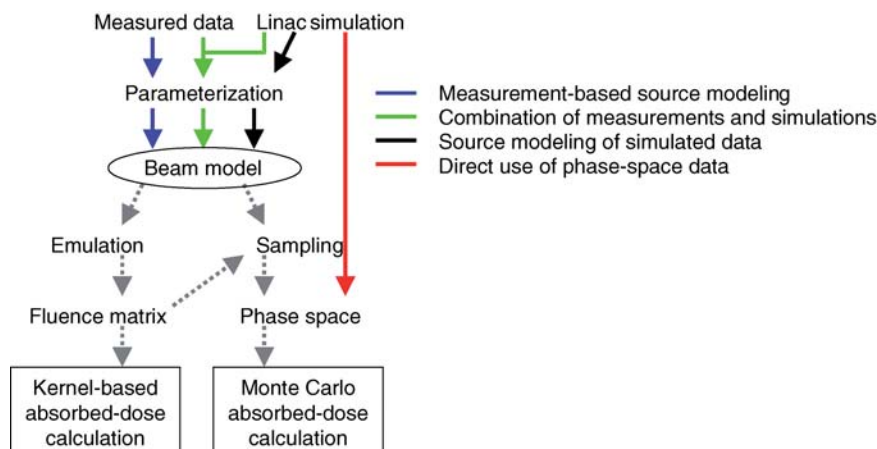 Measured data
Linac simulation
Parameterization
Beam model
Emulation
Sampling
Fluence matrix
Phase space
Kernel-based
absorbed-dose
calculation
Monte Carlo
absorbed-dose
calculation
Measurement-based source modeling
Combination of measurements and simulations
Source modeling of simulated data
Direct use of phase-space data